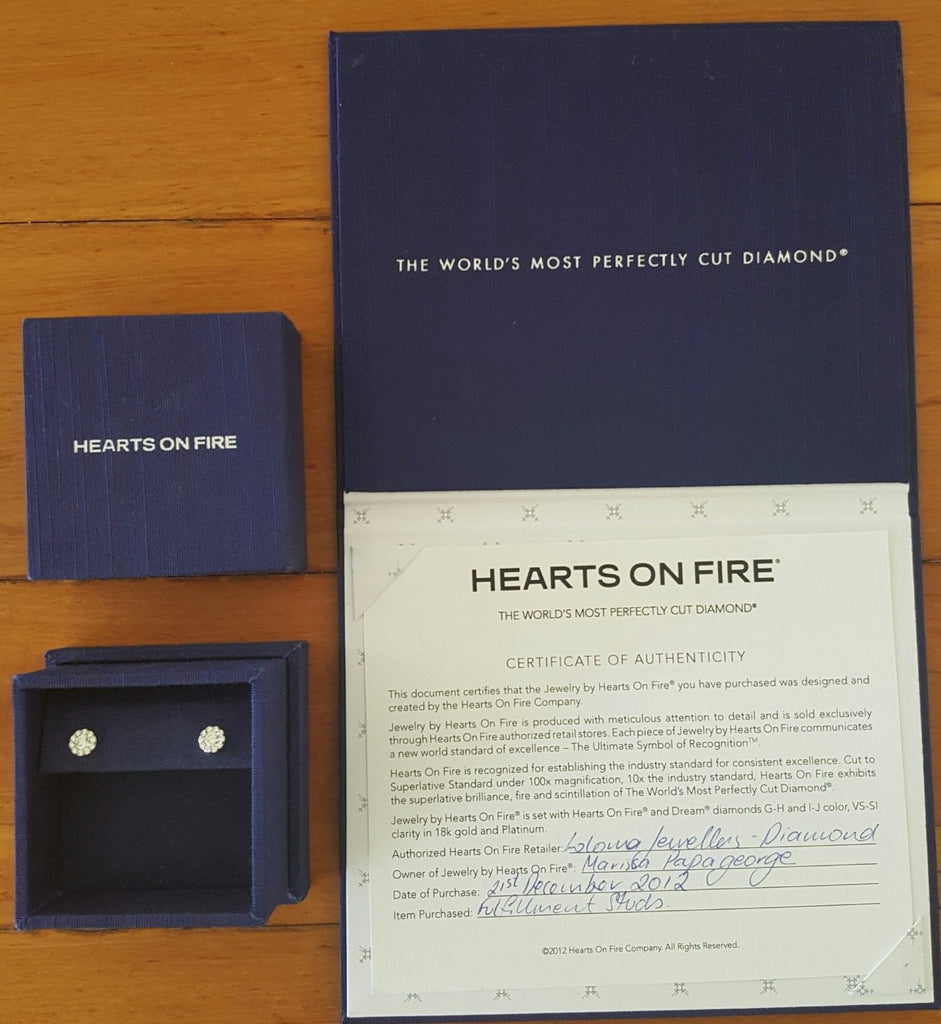 THE WORLD'S MOST PERFECTLY CUT DIAMOND®
HEARTS ON FIRE
HEARTS ON FIRE®
THE WORLD'S MOST PERFECTLY CUT DIAMOND®
CERTIFICATE OF AUTHENTICITY
This document certifies that the Jewelry by Hearts On Fire® you have purchased was designed and
created by the Hearts On Fire Company.
Jewelry by Hearts On Fire is produced with meticulous attention to detail and is sold exclusively
through Hearts On Fire authorized retail stores. Each piece of Jewelry by Hearts On Fire communicates
a new world standard of excellence – The Ultimate Symbol of Recognition™.
Hearts On Fire is recognized for establishing the industry standard for consistent excellence. Cut to
Superlative Standard under 100x magnification, 10x the industry standard, Hearts On Fire exhibits
the superlative brilliance, fire and scintillation of The World's Most Perfectly Cut Diamond®.
Jewelry by Hearts On Fire® is set with Hearts On Fire® and Dream® diamonds G-H and I-J color, VS-SI
clarity in 18k gold and Platinum.
Authorized Hearts On Fire Retailer: Jewellers - Diamond
Owner of Jewelry by Hearts On Fire®: Marissa Papageorge
Date of Purchase: 21st December 2012
Item Purchased: Fulfillment Studs.
©2012 Hearts On Fire Company. All Rights Reserved.